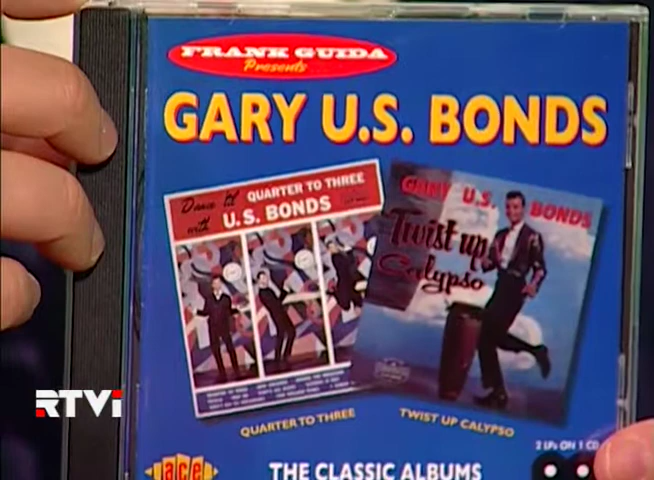 FRANK GUIDA
Presents
GARY U.S. BONDS
Dance 'til QUARTER TO THREE
with U.S. BONDS
GARY U.S. BONDS
Twist up
Calypso
QUARTER TO THREE
TWIST UP CALYPSO
2 LPs ON 1 CD
ace
THE CLASSIC ALBUMS
RTVi